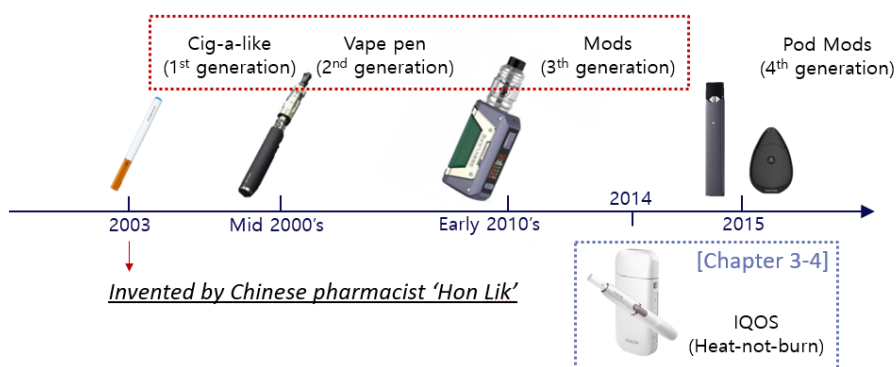 Cig-a-like
(1st generation)
Vape pen
(2nd generation)
Mods
(3th generation)
Pod Mods
(4th generation)
2003
Mid 2000's
Early 2010's
2014
2015
Invented by Chinese pharmacist ‘Hon Lik’
[Chapter 3-4]
IQOS
(Heat-not-burn)